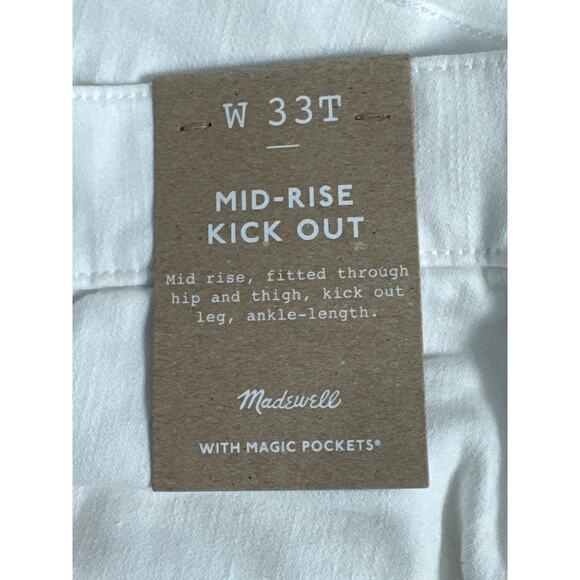 W 33T
MID-RISE
KICK OUT
Mid rise, fitted through
hip and thigh, kick out
leg, ankle-length.
Madewell
WITH MAGIC POCKETS®